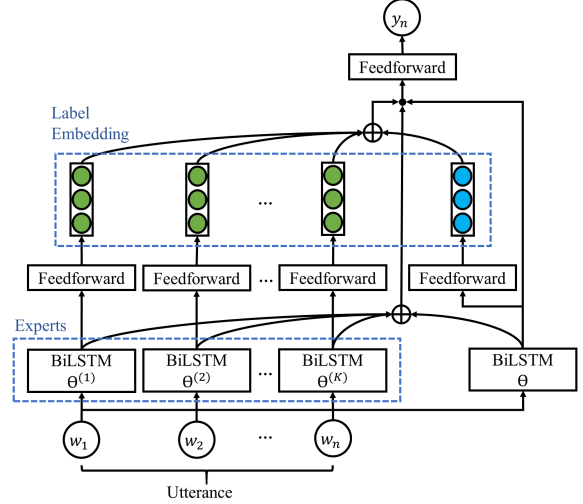 yₙ
Feedforward
Label
Embedding
...
Feedforward Feedforward ... Feedforward Feedforward
Experts
BiLSTM BiLSTM BiLSTM BiLSTM
Θ⁽¹⁾ Θ⁽²⁾ ... Θ⁽ᴷ⁾ Θ
w₁ w₂ ... wₙ
Utterance